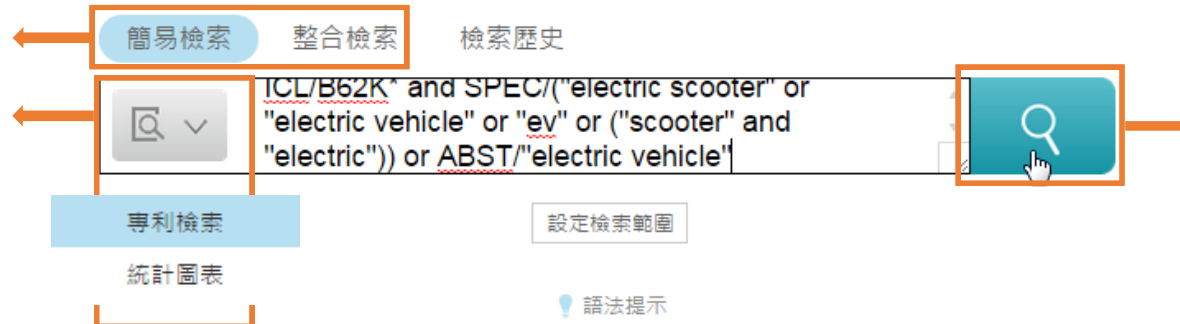 簡易檢索 整合檢索 檢索歷史
ICL/B62K* and SPEC/("electric scooter" or
"electric vehicle" or "ev" or ("scooter" and
"electric")) or ABST/"electric vehicle"
專利檢索
設定檢索範圍
統計圖表
語法提示